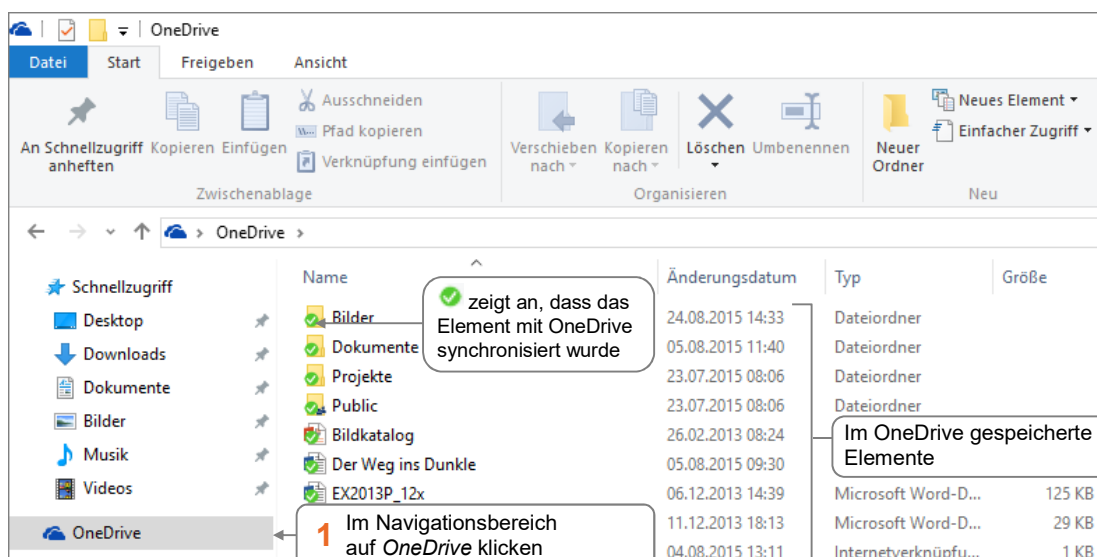 OneDrive
Datei Start Freigeben Ansicht
An Schnellzugriff anheften
Kopieren
Einfügen
Ausschneiden
Pfad kopieren
Verknüpfung einfügen
Zwischenablage
Verschieben nach
Kopieren nach
Löschen
Umbenennen
Organisieren
Neuer Ordner
Neues Element
Einfacher Zugriff
Neu
OneDrive
Schnellzugriff
Desktop
Downloads
Dokumente
Bilder
Musik
Videos
OneDrive
Name Änderungsdatum Typ Größe
Bilder 24.08.2015 14:33 Dateiordner
Dokumente 05.08.2015 11:40 Dateiordner
Projekte 23.07.2015 08:06 Dateiordner
Public 23.07.2015 08:06 Dateiordner
Bildkatalog 26.02.2013 08:24
Der Weg ins Dunkle 05.08.2015 09:30
EX2013P_12x 06.12.2013 14:39 Microsoft Word-D... 125 KB
11.12.2013 18:13 Microsoft Word-D... 29 KB
04.08.2015 13:11 Internetverknüpfu... 1 KB
zeigt an, dass das
Element mit OneDrive
synchronisiert wurde
Im OneDrive gespeicherte
Elemente
1 Im Navigationsbereich
auf OneDrive klicken